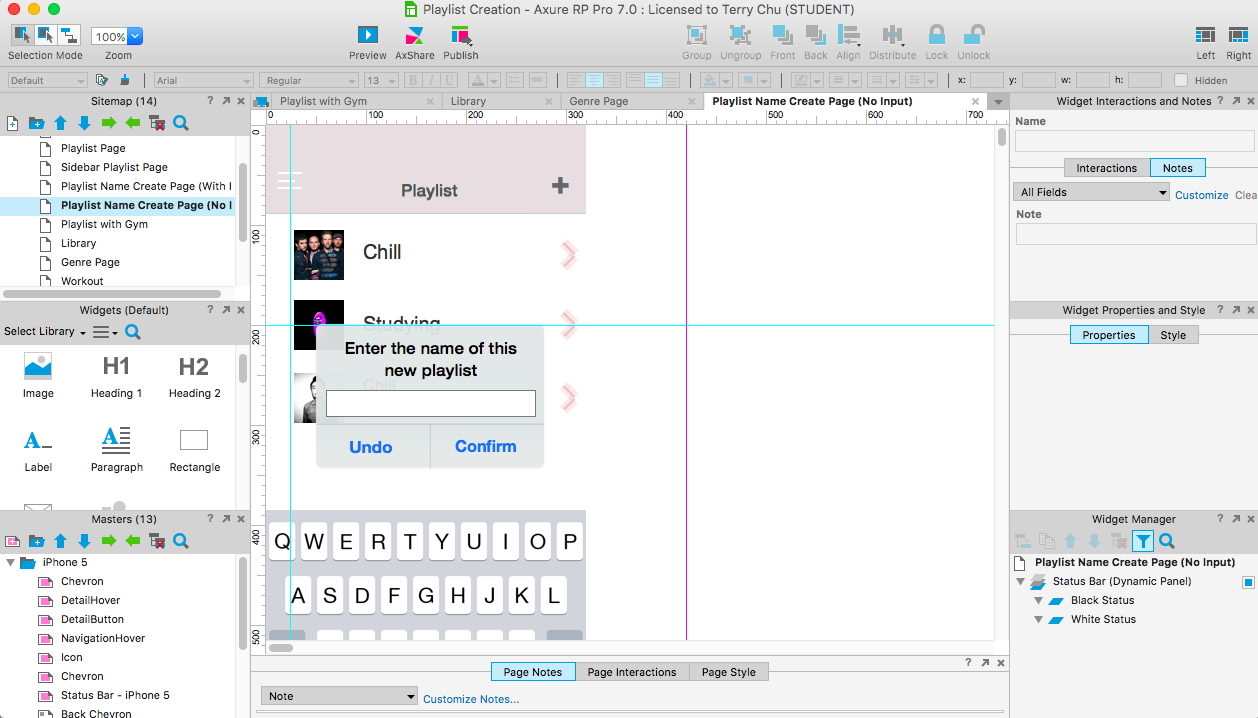 Playlist Creation - Axure RP Pro 7.0 : Licensed to Terry Chu (STUDENT)
100%
Selection Mode Zoom Preview AxShare Publish Group Ungroup Front Back Align Distribute Lock Unlock Left Right
Default Arial Regular 13 B I U A x: y: w: h: Hidden
Sitemap (14) ?
Playlist Page
Sidebar Playlist Page
Playlist Name Create Page (With I
Playlist Name Create Page (No I
Playlist with Gym
Library
Genre Page
Workout
Widgets (Default) ?
Select Library
Image
H1
Heading 1
H2
Heading 2
A
Label
A
Paragraph
Rectangle
Masters (13) ?
iPhone 5
Chevron
DetailHover
DetailButton
NavigationHover
Icon
Chevron
Status Bar - iPhone 5
Back Chevron
Playlist with Gym Library Genre Page Playlist Name Create Page (No Input)
0 100 200 300 400 500 600 700
0
100
200
300
400
500
Playlist
Chill
Studying
Chill
Enter the name of this
new playlist
Undo Confirm
Q W E R T Y U I O P
A S D F G H J K L
?
Page Notes Page Interactions Page Style
Note Customize Notes...
Widget Interactions and Notes ?
Name
Interactions Notes
All Fields Customize Clea
Note
Widget Properties and Style ?
Properties Style
Widget Manager ?
Playlist Name Create Page (No Input)
Status Bar (Dynamic Panel)
Black Status
White Status